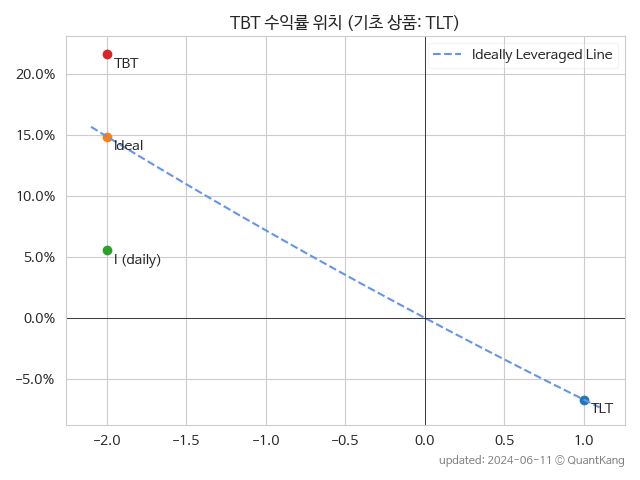 TBT 수익률 위치 (기초 상품: TLT)
Ideally Leveraged Line
20.0%
15.0%
10.0%
5.0%
0.0%
−5.0%
TBT
Ideal
I (daily)
TLT
−2.0 −1.5 −1.0 −0.5 0.0 0.5 1.0
updated: 2024-06-11 © QuantKang